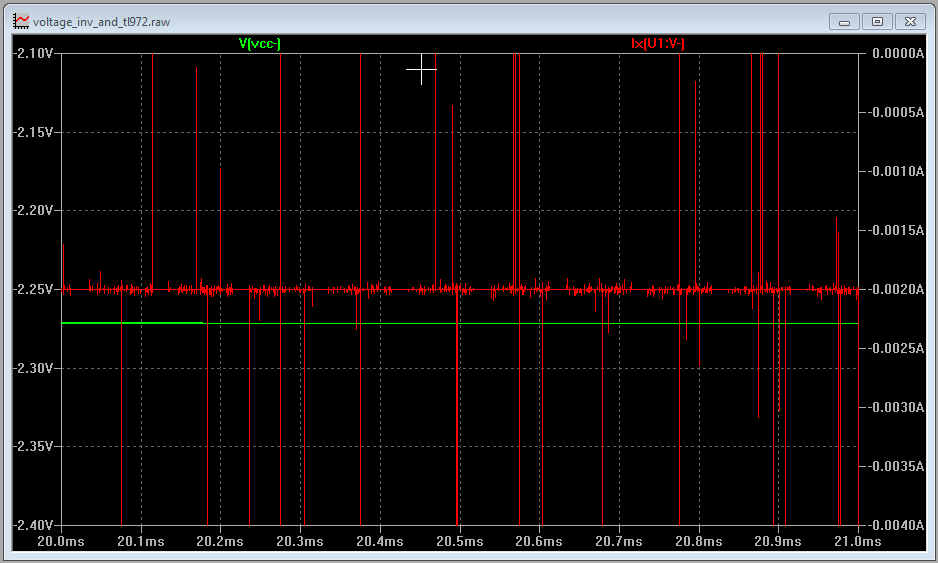 voltage_inv_and_tl972.raw
V(vcc-) Ix(U1:V-)
-2.10V 0.0000A
-0.0005A
-2.15V
-0.0010A
-2.20V
-0.0015A
-2.25V -0.0020A
-0.0025A
-2.30V
-0.0030A
-2.35V
-0.0035A
-2.40V -0.0040A
20.0ms 20.1ms 20.2ms 20.3ms 20.4ms 20.5ms 20.6ms 20.7ms 20.8ms 20.9ms 21.0ms